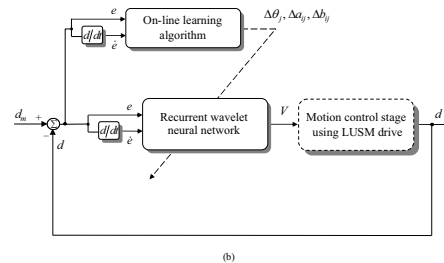 e
On-line learning
algorithm
Δθj, Δaij, Δbij
d/dt
ė
dm
+
Σ
−
d
e
d/dt
ė
Recurrent wavelet
neural network
V
Motion control stage
using LUSM drive
d
(b)